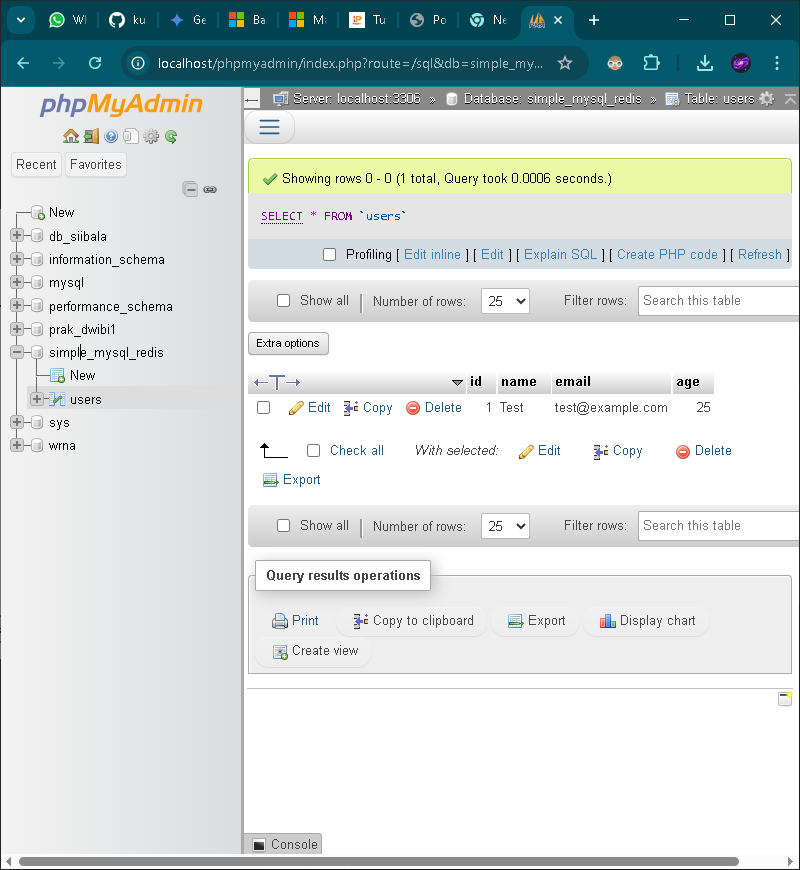 Wh
ku
Ge
Ba
Ma
Tu
Po
Ne
localhost/phpmyadmin/index.php?route=/sql&db=simple_my...
phpMyAdmin
Recent
Favorites
New
db_siibala
information_schema
mysql
performance_schema
prak_dwibi1
simple_mysql_redis
New
users
sys
wrna
Server: localhost:3306 » Database: simple_mysql_redis » Table: users
Showing rows 0 - 0 (1 total, Query took 0.0006 seconds.)
SELECT * FROM `users`
Profiling [ Edit inline ] [ Edit ] [ Explain SQL ] [ Create PHP code ] [ Refresh ]
Show all | Number of rows: 25 Filter rows: Search this table
Extra options
←T→ id name email age
Edit Copy Delete 1 Test test@example.com 25
Check all With selected: Edit Copy Delete
Export
Show all | Number of rows: 25 Filter rows: Search this table
Query results operations
Print Copy to clipboard Export Display chart
Create view
Console